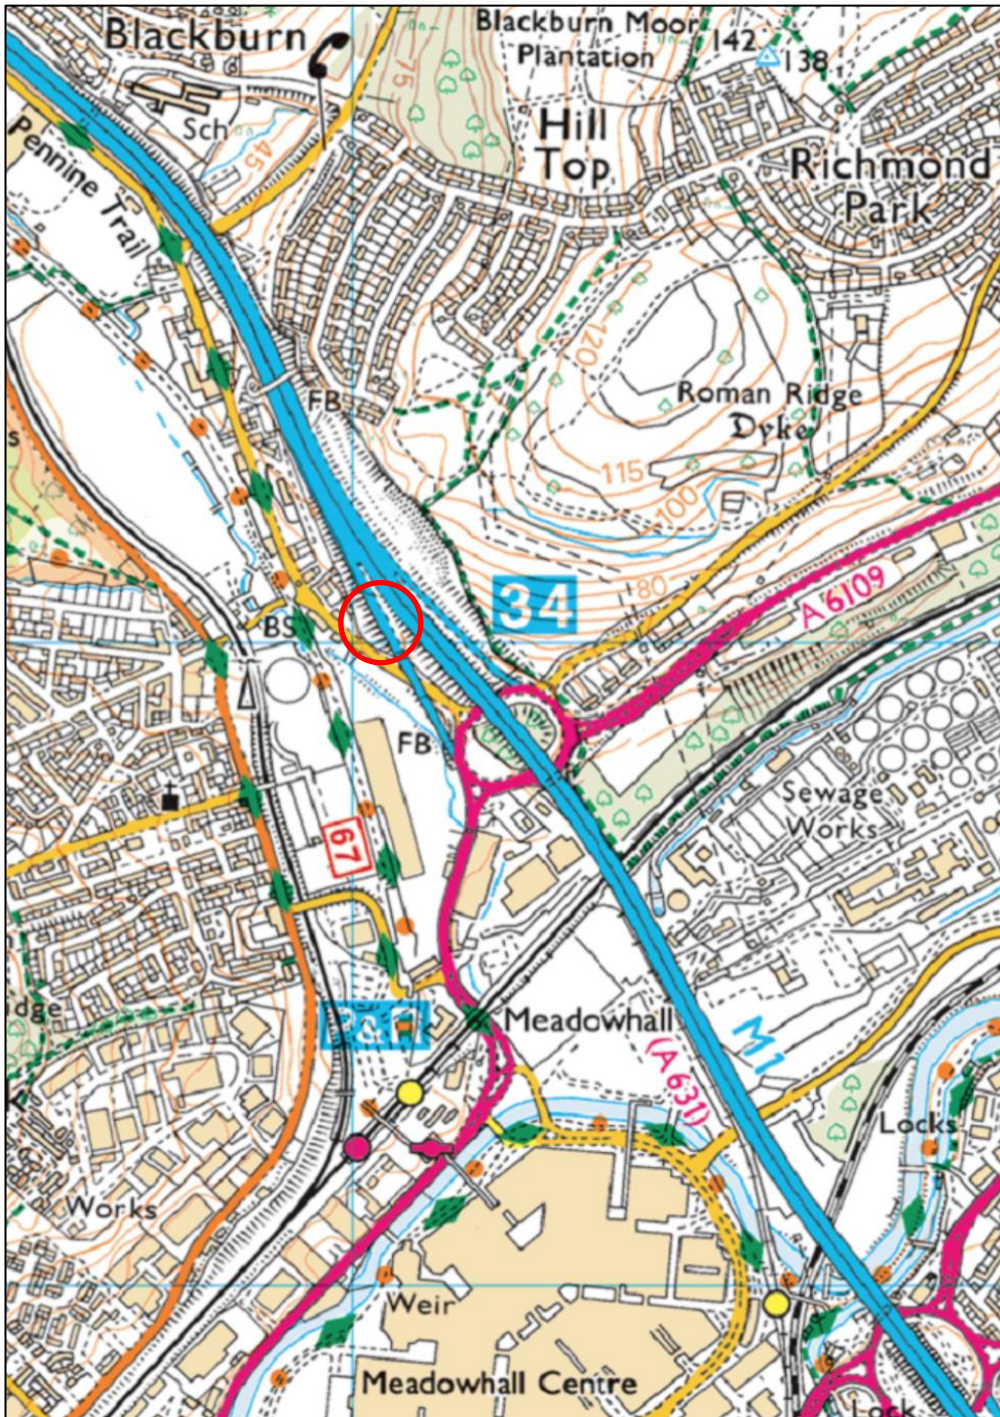 Blackburn
Blackburn Moor
Plantation
142
138
75
Sch
45
Hill
Top
Richmond
Park
Pennine Trail
120
FB
Roman Ridge
Dyke
115
100
34
80
A 6109
BS
FB
67
Sewage
Works
dge
P&R
Meadowhall
(A 631)
M1
Locks
Works
Weir
Meadowhall Centre
Lock